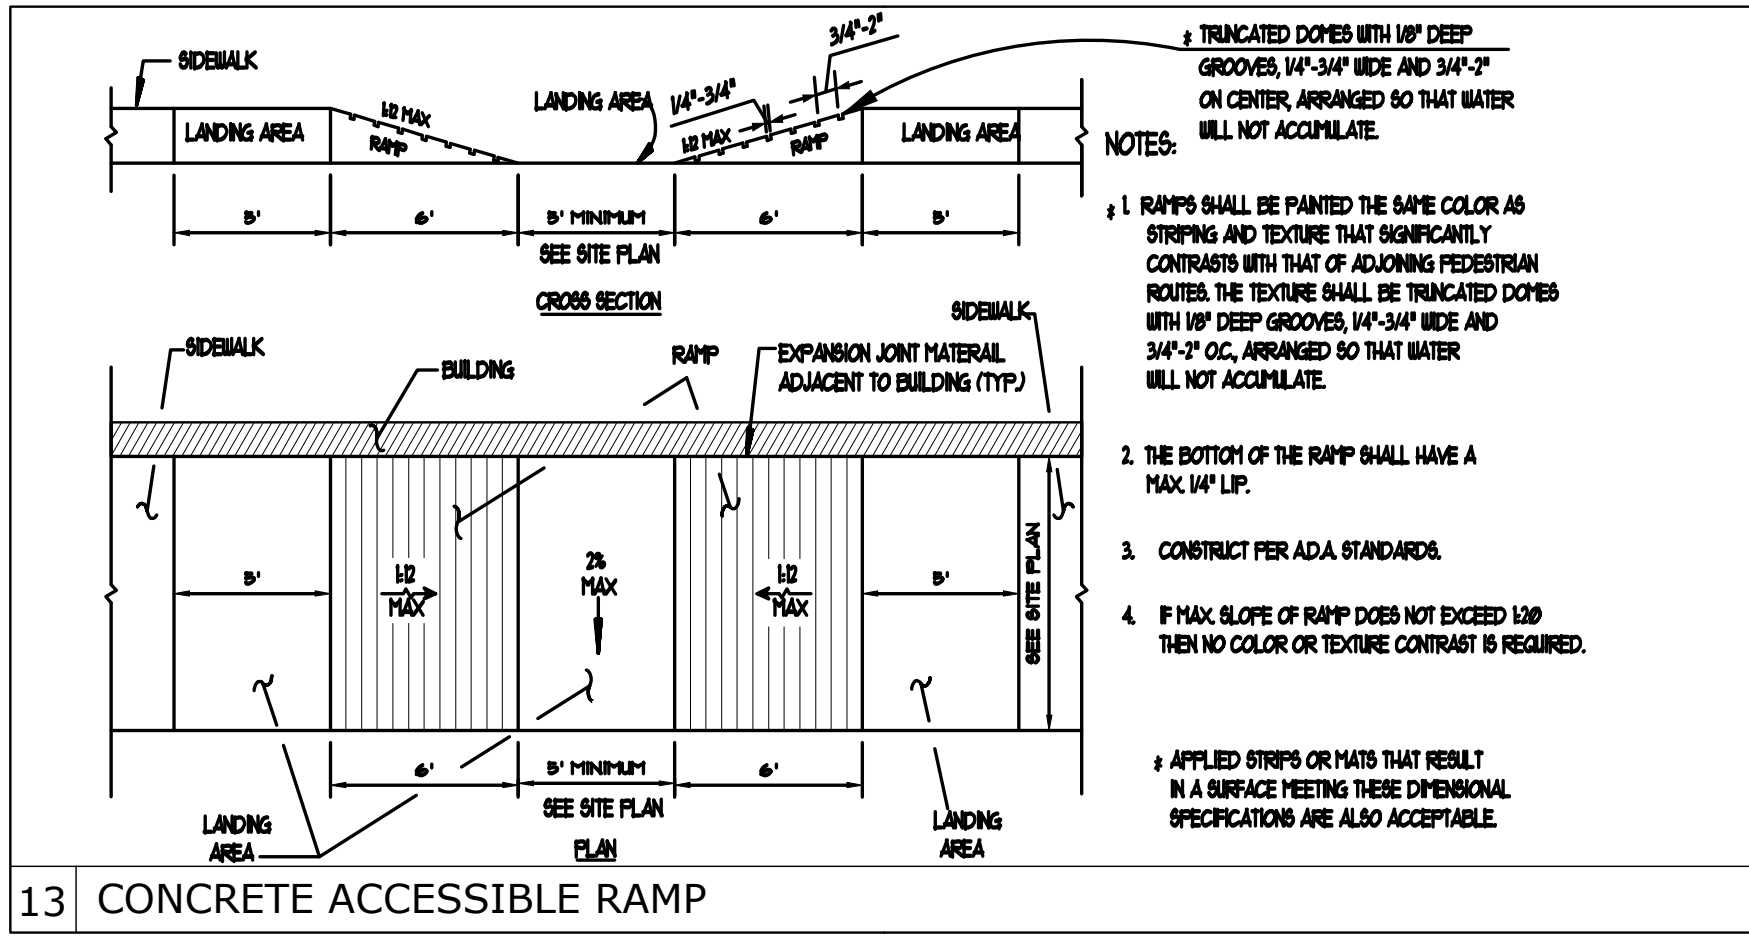 SIDEWALK
LANDING AREA
1:12 MAX
RAMP
LANDING AREA
1/4"-3/4"
3/4"-2"
1:12 MAX
RAMP
LANDING AREA
* TRUNCATED DOMES WITH 1/8" DEEP
GROOVES, 1/4"-3/4" WIDE AND 3/4"-2"
ON CENTER, ARRANGED SO THAT WATER
WILL NOT ACCUMULATE.
5'
6'
5' MINIMUM
6'
5'
SEE SITE PLAN
CROSS SECTION
NOTES:
* 1. RAMPS SHALL BE PAINTED THE SAME COLOR AS
STRIPING AND TEXTURE THAT SIGNIFICANTLY
CONTRASTS WITH THAT OF ADJOINING PEDESTRIAN
ROUTES. THE TEXTURE SHALL BE TRUNCATED DOMES
WITH 1/8" DEEP GROOVES, 1/4"-3/4" WIDE AND
3/4"-2" O.C., ARRANGED SO THAT WATER
WILL NOT ACCUMULATE.
2. THE BOTTOM OF THE RAMP SHALL HAVE A
MAX. 1/4" LIP.
3. CONSTRUCT PER A.D.A. STANDARDS.
4. IF MAX. SLOPE OF RAMP DOES NOT EXCEED 1:20
THEN NO COLOR OR TEXTURE CONTRAST IS REQUIRED.
* APPLIED STRIPS OR MATS THAT RESULT
IN A SURFACE MEETING THESE DIMENSIONAL
SPECIFICATIONS ARE ALSO ACCEPTABLE.
SIDEWALK
BUILDING
RAMP
EXPANSION JOINT MATERAIL
ADJACENT TO BUILDING (TYP.)
SIDEWALK
5'
1:12
MAX
2%
MAX
1:12
MAX
5'
SEE SITE PLAN
6'
5' MINIMUM
6'
SEE SITE PLAN
PLAN
LANDING
AREA
LANDING
AREA
13 CONCRETE ACCESSIBLE RAMP